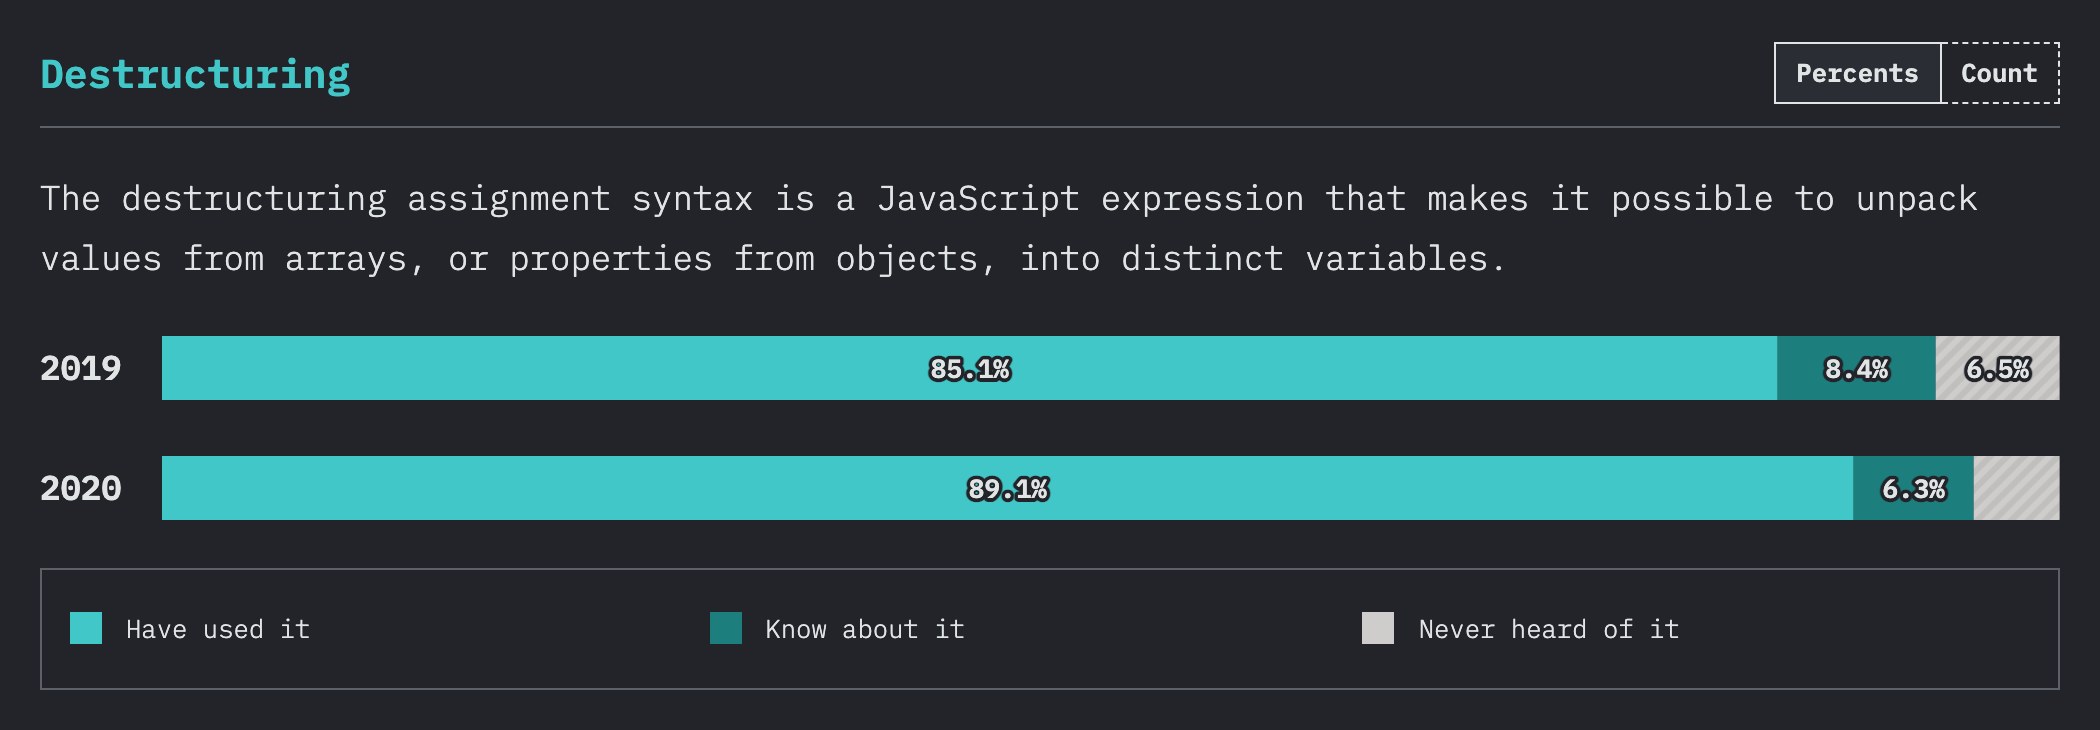 Destructuring
Percents Count
The destructuring assignment syntax is a JavaScript expression that makes it possible to unpack
values from arrays, or properties from objects, into distinct variables.
2019 85.1% 8.4% 6.5%
2020 89.1% 6.3%
Have used it Know about it Never heard of it